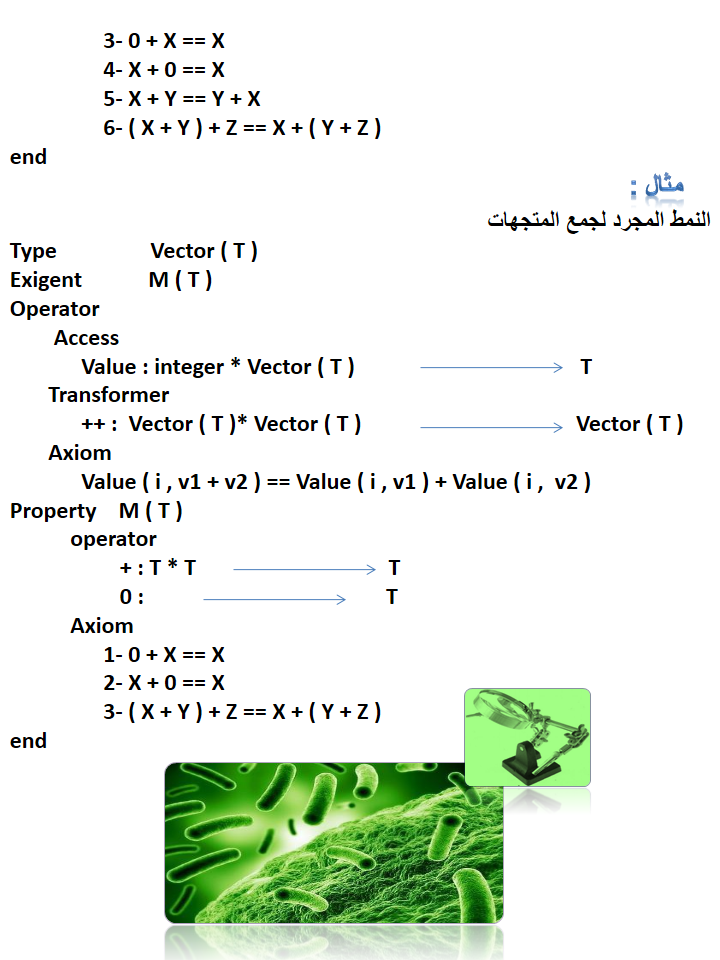 3- 0 + X == X
4- X + 0 == X
5- X + Y == Y + X
6- ( X + Y ) + Z == X + ( Y + Z )
end
مثال :
النمط المجرد لجمع المتجهات
Type Vector ( T )
Exigent M ( T )
Operator
Access
Value : integer * Vector ( T ) T
Transformer
++ : Vector ( T )* Vector ( T ) Vector ( T )
Axiom
Value ( i , v1 + v2 ) == Value ( i , v1 ) + Value ( i , v2 )
Property M ( T )
operator
+ : T * T T
0 : T
Axiom
1- 0 + X == X
2- X + 0 == X
3- ( X + Y ) + Z == X + ( Y + Z )
end